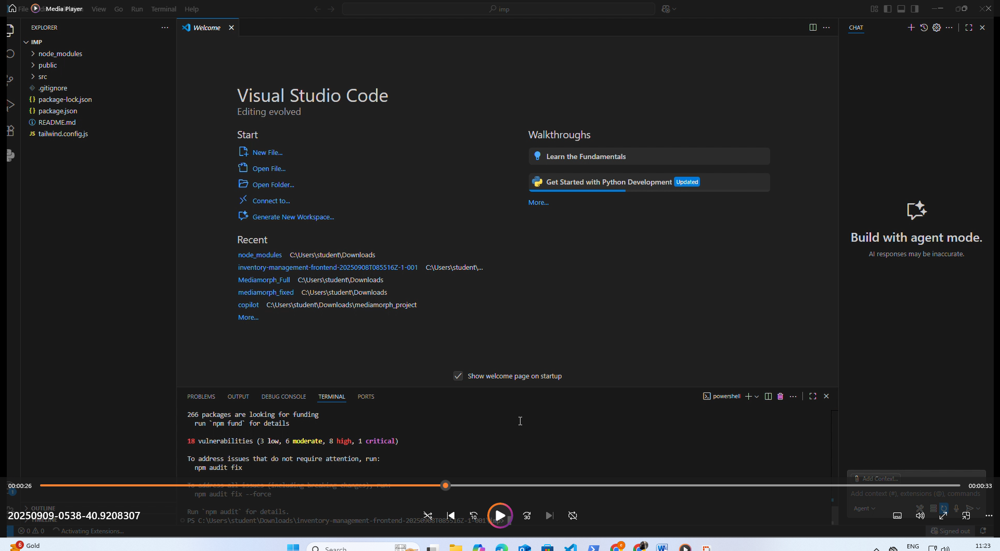 File
Media Player
View
Go
Run
Terminal
Help
imp
EXPLORER
Welcome
CHAT
IMP
node_modules
public
src
.gitignore
package-lock.json
package.json
README.md
JS tailwind.config.js
Visual Studio Code
Editing evolved
Start
New File...
Open File...
Open Folder...
Connect to...
Generate New Workspace...
Walkthroughs
Learn the Fundamentals
Get Started with Python Development Updated
More...
Recent
node_modules C:\Users\student\Downloads
inventory-management-frontend-20250908T085516Z-1-001 C:\Users\student\...
Mediamorph_Full C:\Users\student\Downloads
mediamorph_fixed C:\Users\student\Downloads
copilot C:\Users\student\Downloads\mediamorph_project
More...
Show welcome page on startup
Build with agent mode.
AI responses may be inaccurate.
PROBLEMS OUTPUT DEBUG CONSOLE TERMINAL PORTS
powershell
266 packages are looking for funding
run `npm fund` for details
18 vulnerabilities (3 low, 6 moderate, 8 high, 1 critical)
To address issues that do not require attention, run:
npm audit fix
To address all issues (including breaking changes), run:
npm audit fix --force
Run `npm audit` for details.
PS C:\Users\student\Downloads\inventory-management-frontend-20250908T085516Z-1-001\imp>
Add Context...
Add context (#), extensions (@), commands
Agent
00:00:26
00:00:33
1
OUTLINE
TIMELINE
20250909-0538-40.9208307
10
30
0 0 Activating Extensions...
Signed out
6
Gold
Search
ENG
11:23